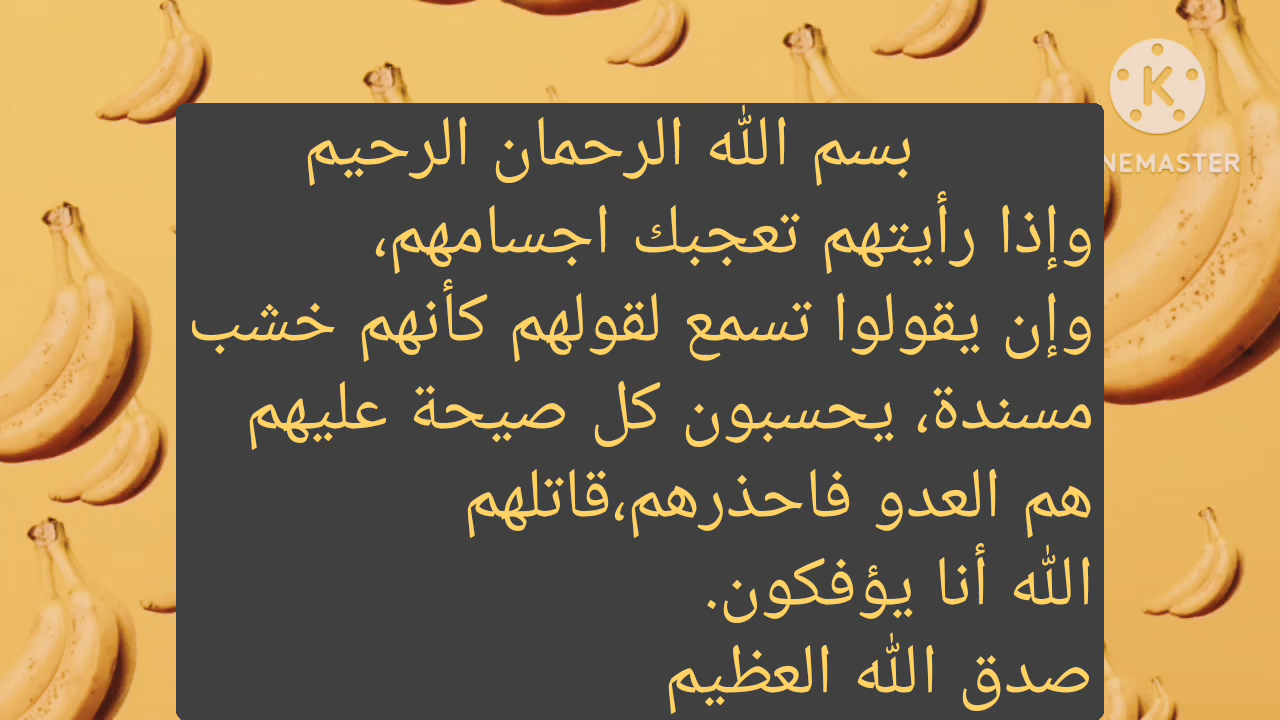 بسم الله الرحمان الرحيم
وإذا رأيتهم تعجبك اجسامهم،
وإن يقولوا تسمع لقولهم كأنهم خشب
مسندة، يحسبون كل صيحة عليهم
هم العدو فاحذرهم،قاتلهم
الله أنا يؤفكون.
صدق الله العظيم
K
NEMASTER